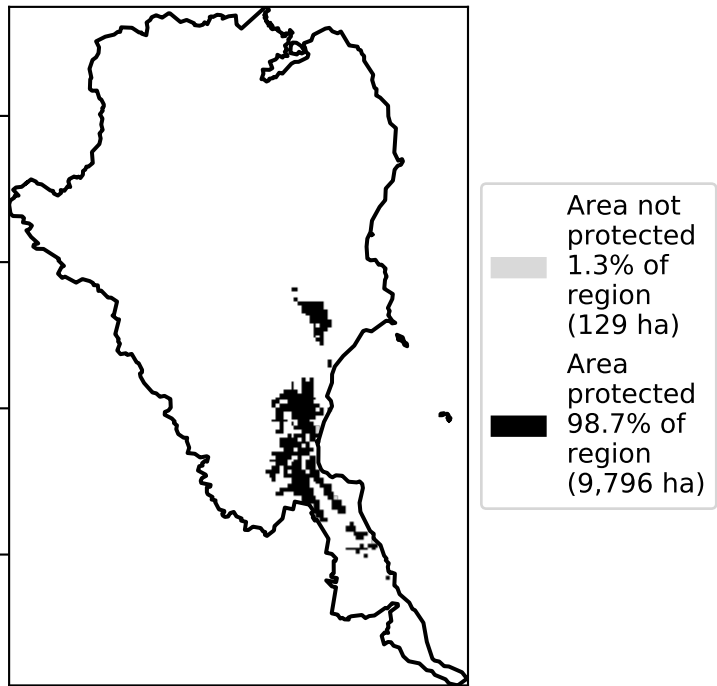 Area not
protected
1.3% of
region
(129 ha)
Area
protected
98.7% of
region
(9,796 ha)